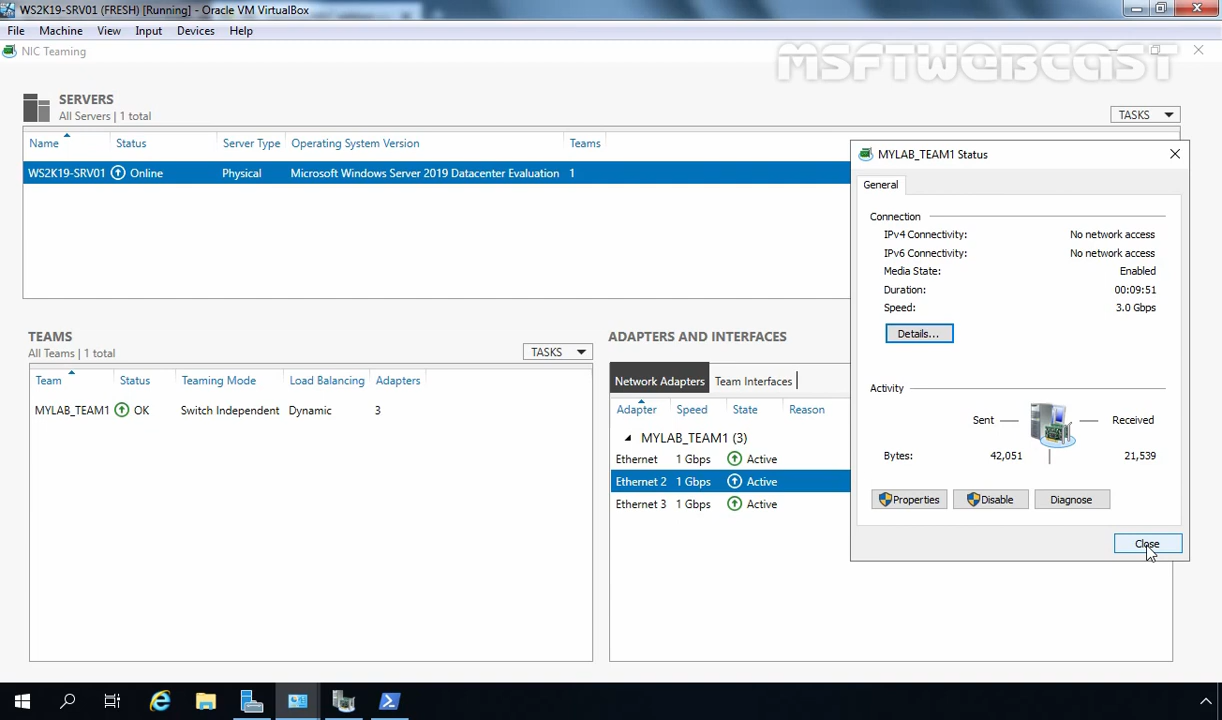 WS2K19-SRV01 (FRESH) [Running] - Oracle VM VirtualBox
File Machine View Input Devices Help
NIC Teaming
MSFTWEBCAST
SERVERS
All Servers | 1 total
TASKS
Name Status Server Type Operating System Version Teams
WS2K19-SRV01 Online Physical Microsoft Windows Server 2019 Datacenter Evaluation 1
MYLAB_TEAM1 Status
General
Connection
IPv4 Connectivity: No network access
IPv6 Connectivity: No network access
Media State: Enabled
Duration: 00:09:51
Speed: 3.0 Gbps
Details...
Activity
Sent Received
Bytes: 42,051 21,539
Properties Disable Diagnose
Close
TEAMS
All Teams | 1 total
TASKS
Team Status Teaming Mode Load Balancing Adapters
MYLAB_TEAM1 OK Switch Independent Dynamic 3
ADAPTERS AND INTERFACES
Network Adapters Team Interfaces
Adapter Speed State Reason
MYLAB_TEAM1 (3)
Ethernet 1 Gbps Active
Ethernet 2 1 Gbps Active
Ethernet 3 1 Gbps Active